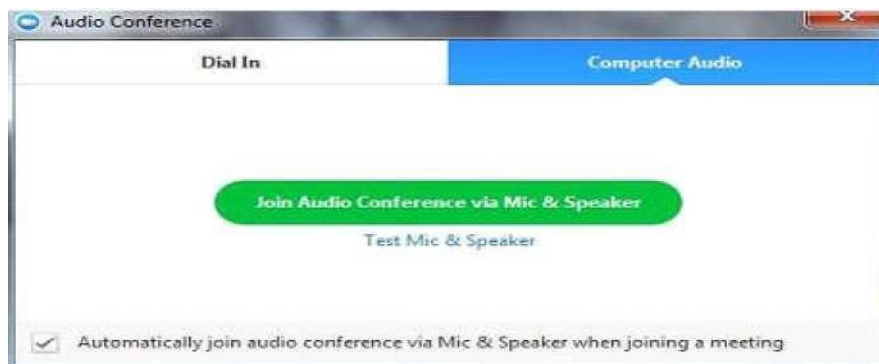 Audio Conference
Dial In
Computer Audio
Join Audio Conference via Mic & Speaker
Test Mic & Speaker
Automatically join audio conference via Mic & Speaker when joining a meeting